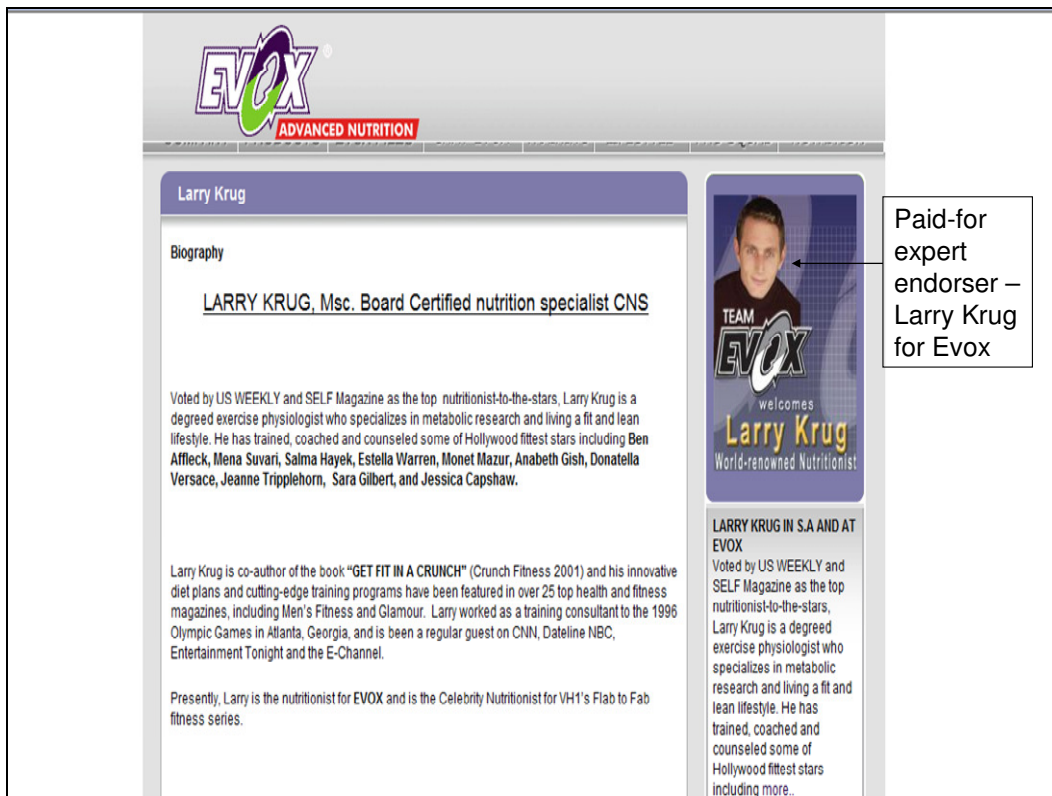 EVOX
ADVANCED NUTRITION
Larry Krug
Biography
LARRY KRUG, Msc. Board Certified nutrition specialist CNS
Voted by US WEEKLY and SELF Magazine as the top nutritionist-to-the-stars, Larry Krug is a
degreed exercise physiologist who specializes in metabolic research and living a fit and lean
lifestyle. He has trained, coached and counseled some of Hollywood fittest stars including Ben
Affleck, Mena Suvari, Salma Hayek, Estella Warren, Monet Mazur, Anabeth Gish, Donatella
Versace, Jeanne Tripplehorn, Sara Gilbert, and Jessica Capshaw.
Larry Krug is co-author of the book “GET FIT IN A CRUNCH” (Crunch Fitness 2001) and his innovative
diet plans and cutting-edge training programs have been featured in over 25 top health and fitness
magazines, including Men's Fitness and Glamour. Larry worked as a training consultant to the 1996
Olympic Games in Atlanta, Georgia, and is been a regular guest on CNN, Dateline NBC,
Entertainment Tonight and the E-Channel.
Presently, Larry is the nutritionist for EVOX and is the Celebrity Nutritionist for VH1's Flab to Fab
fitness series.
TEAM
EVOX
welcomes
Larry Krug
World-renowned Nutritionist
LARRY KRUG IN S.A AND AT
EVOX
Voted by US WEEKLY and
SELF Magazine as the top
nutritionist-to-the-stars,
Larry Krug is a degreed
exercise physiologist who
specializes in metabolic
research and living a fit and
lean lifestyle. He has
trained, coached and
counseled some of
Hollywood fittest stars
including more..
Paid-for
expert
endorser –
Larry Krug
for Evox